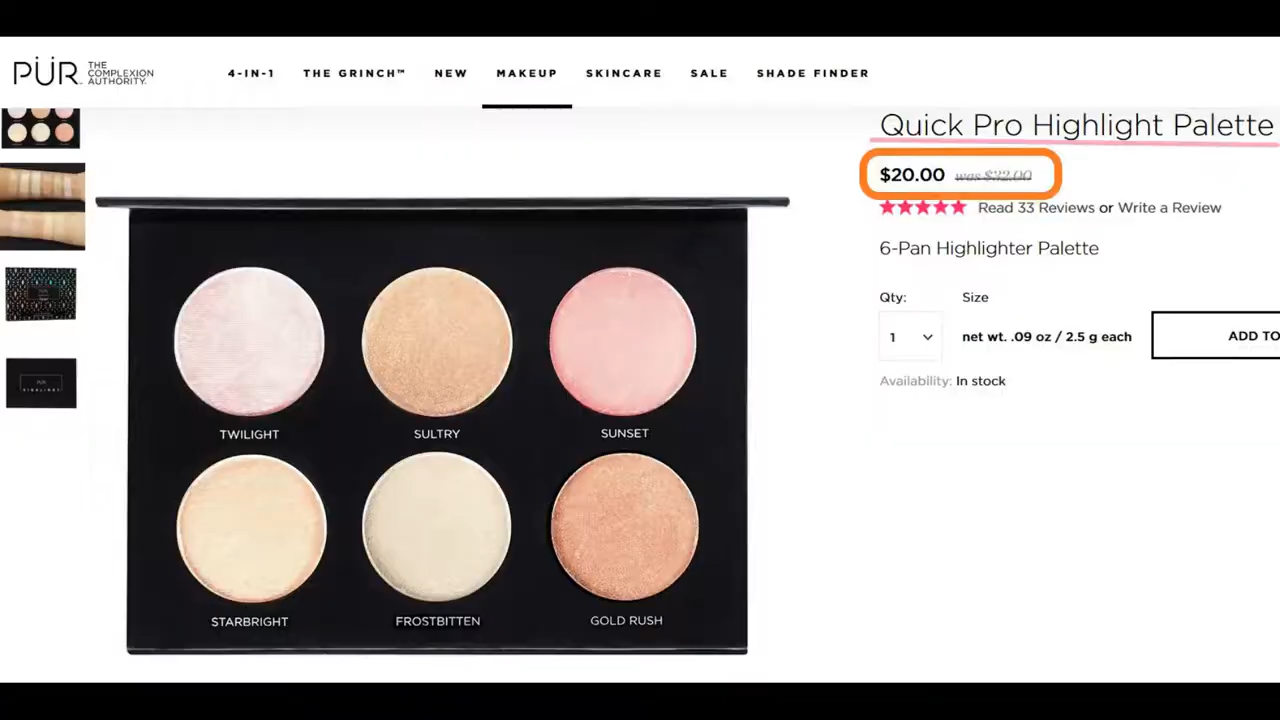 PÜR THE COMPLEXION AUTHORITY.
4-IN-1 THE GRINCH™ NEW MAKEUP SKINCARE SALE SHADE FINDER
Quick Pro Highlight Palette
$20.00 was $32.00
Read 33 Reviews or Write a Review
6-Pan Highlighter Palette
Qty: Size
1 net wt. .09 oz / 2.5 g each ADD TO
Availability: In stock
TWILIGHT SULTRY SUNSET
STARBRIGHT FROSTBITTEN GOLD RUSH